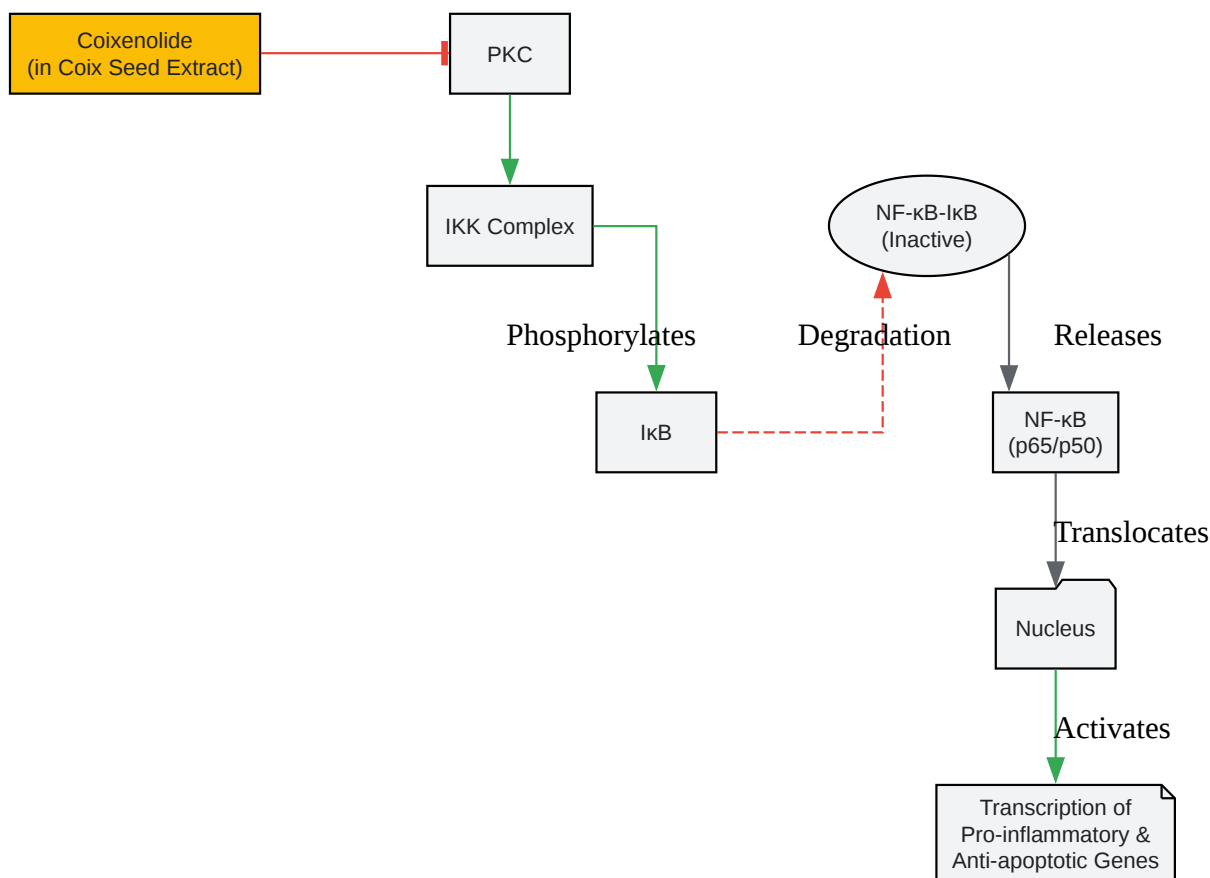 Coixenolide
(in Coix Seed Extract)
PKC
IKK Complex
NF-κB-IκB
(Inactive)
Phosphorylates
Degradation
Releases
IκB
NF-κB
(p65/p50)
Translocates
Nucleus
Activates
Transcription of
Pro-inflammatory &
Anti-apoptotic Genes